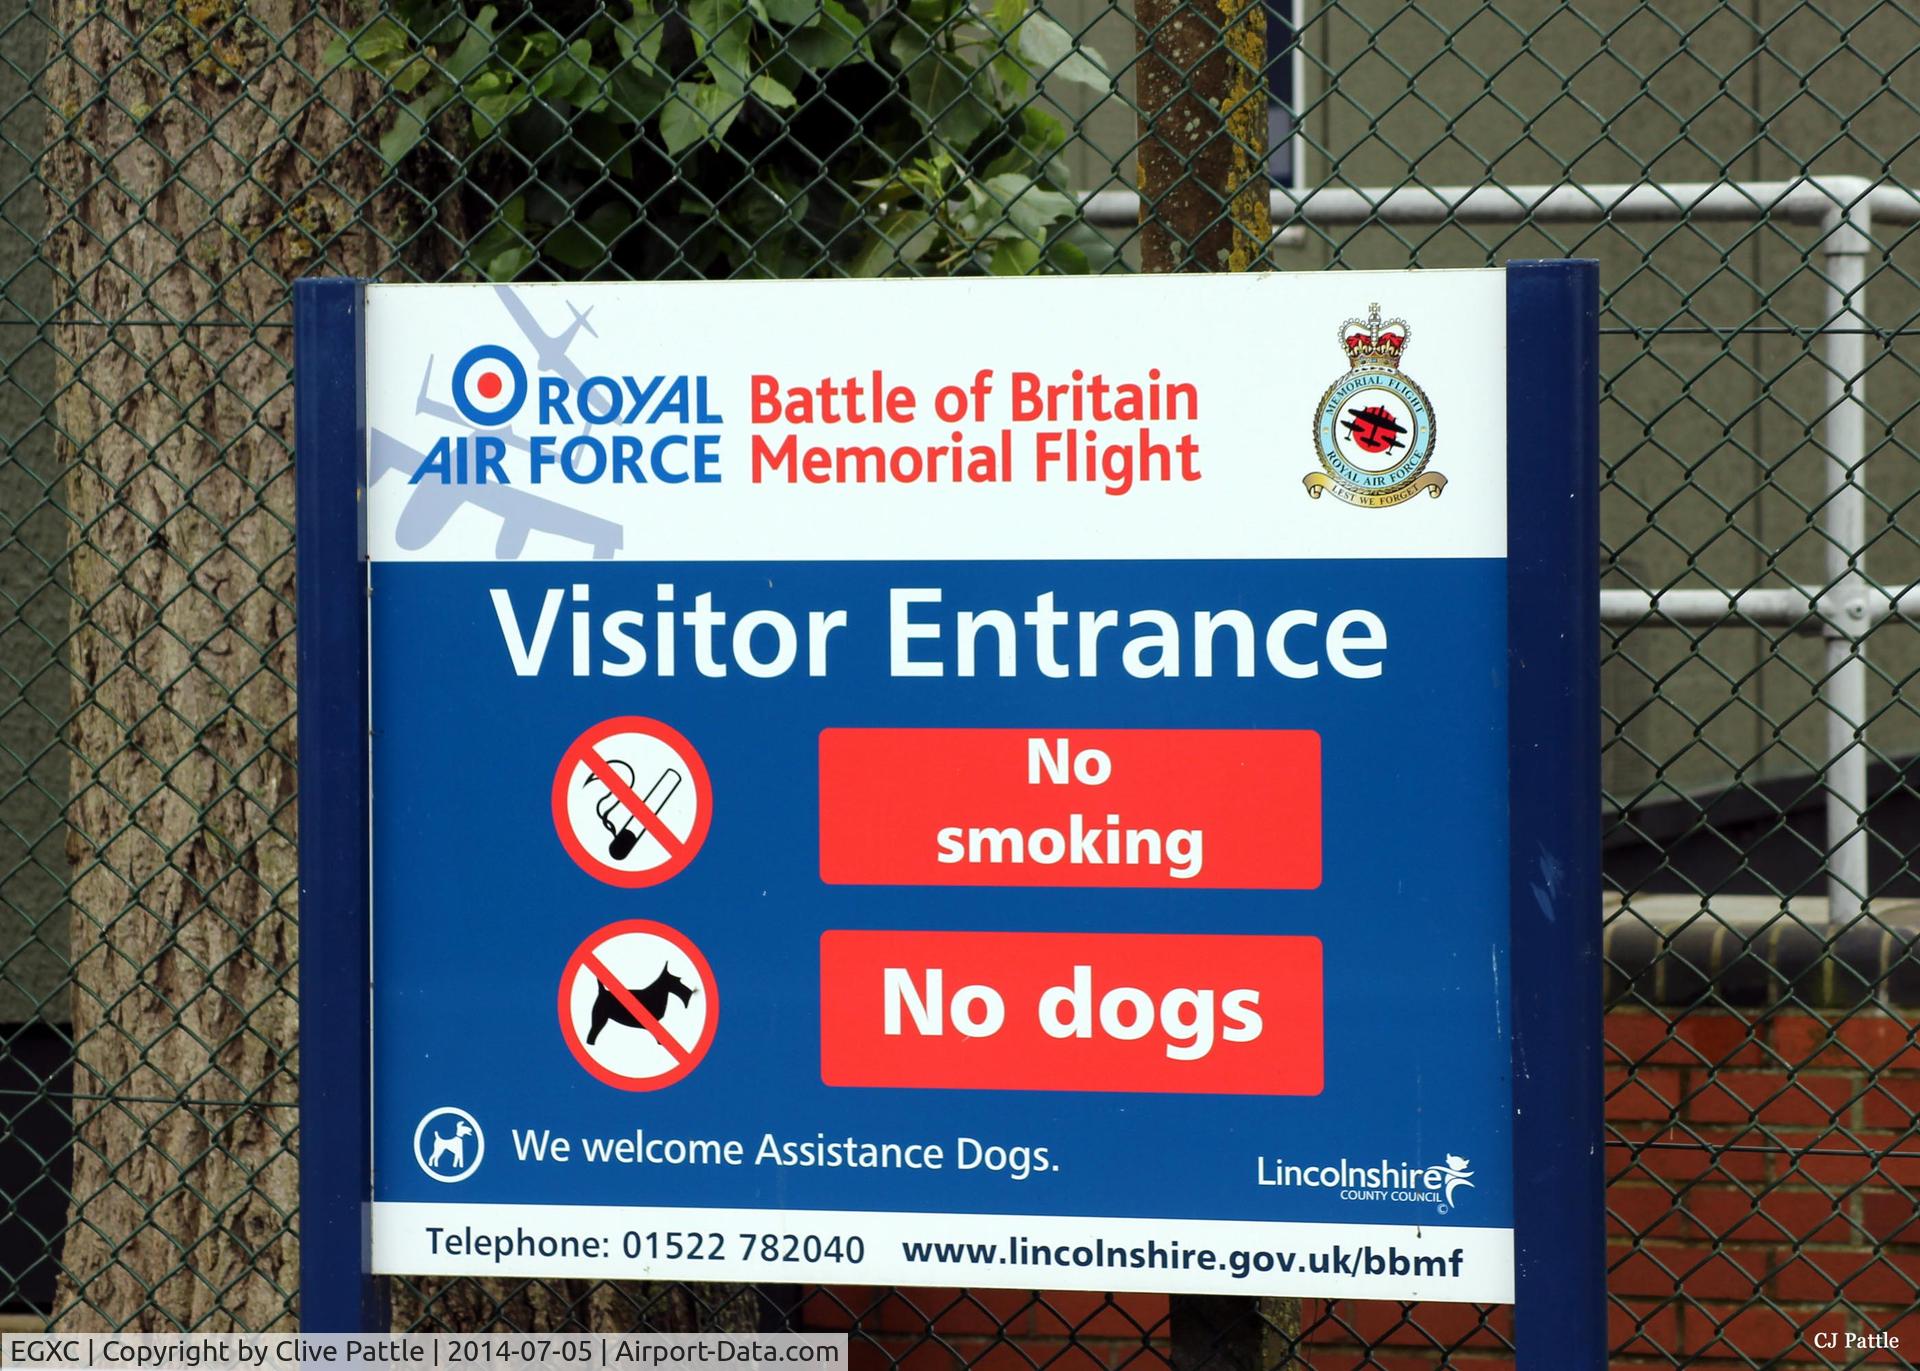 ROYAL
AIR FORCE
Battle of Britain
Memorial Flight
MEMORIAL FLIGHT
ROYAL AIR FORCE
LEST WE FORGET
Visitor Entrance
No
smoking
No dogs
We welcome Assistance Dogs.
Lincolnshire
COUNTY COUNCIL
©
Telephone: 01522 782040 www.lincolnshire.gov.uk/bbmf
CJ Pattle
EGXC | Copyright by Clive Pattle | 2014-07-05 | Airport-Data.com